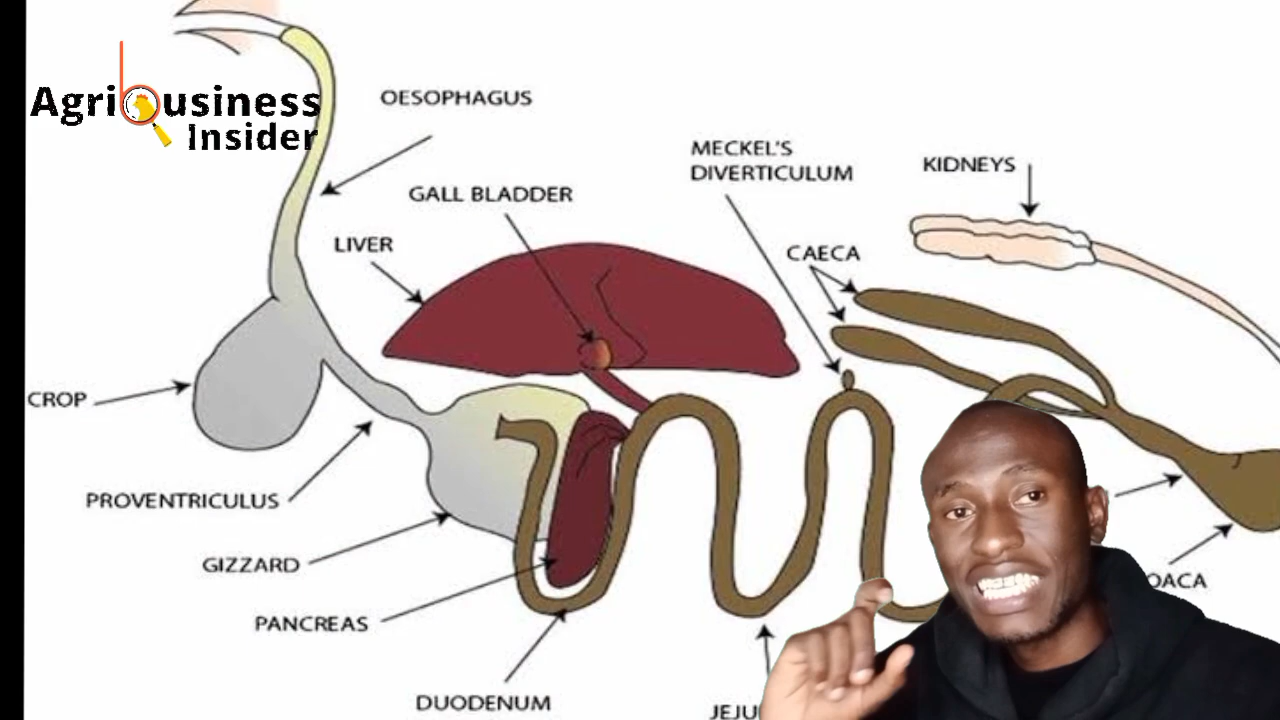 Agribusiness
Insider
OESOPHAGUS
MECKEL'S
DIVERTICULUM
KIDNEYS
GALL BLADDER
LIVER
CAECA
CROP
PROVENTRICULUS
GIZZARD
PANCREAS
DUODENUM